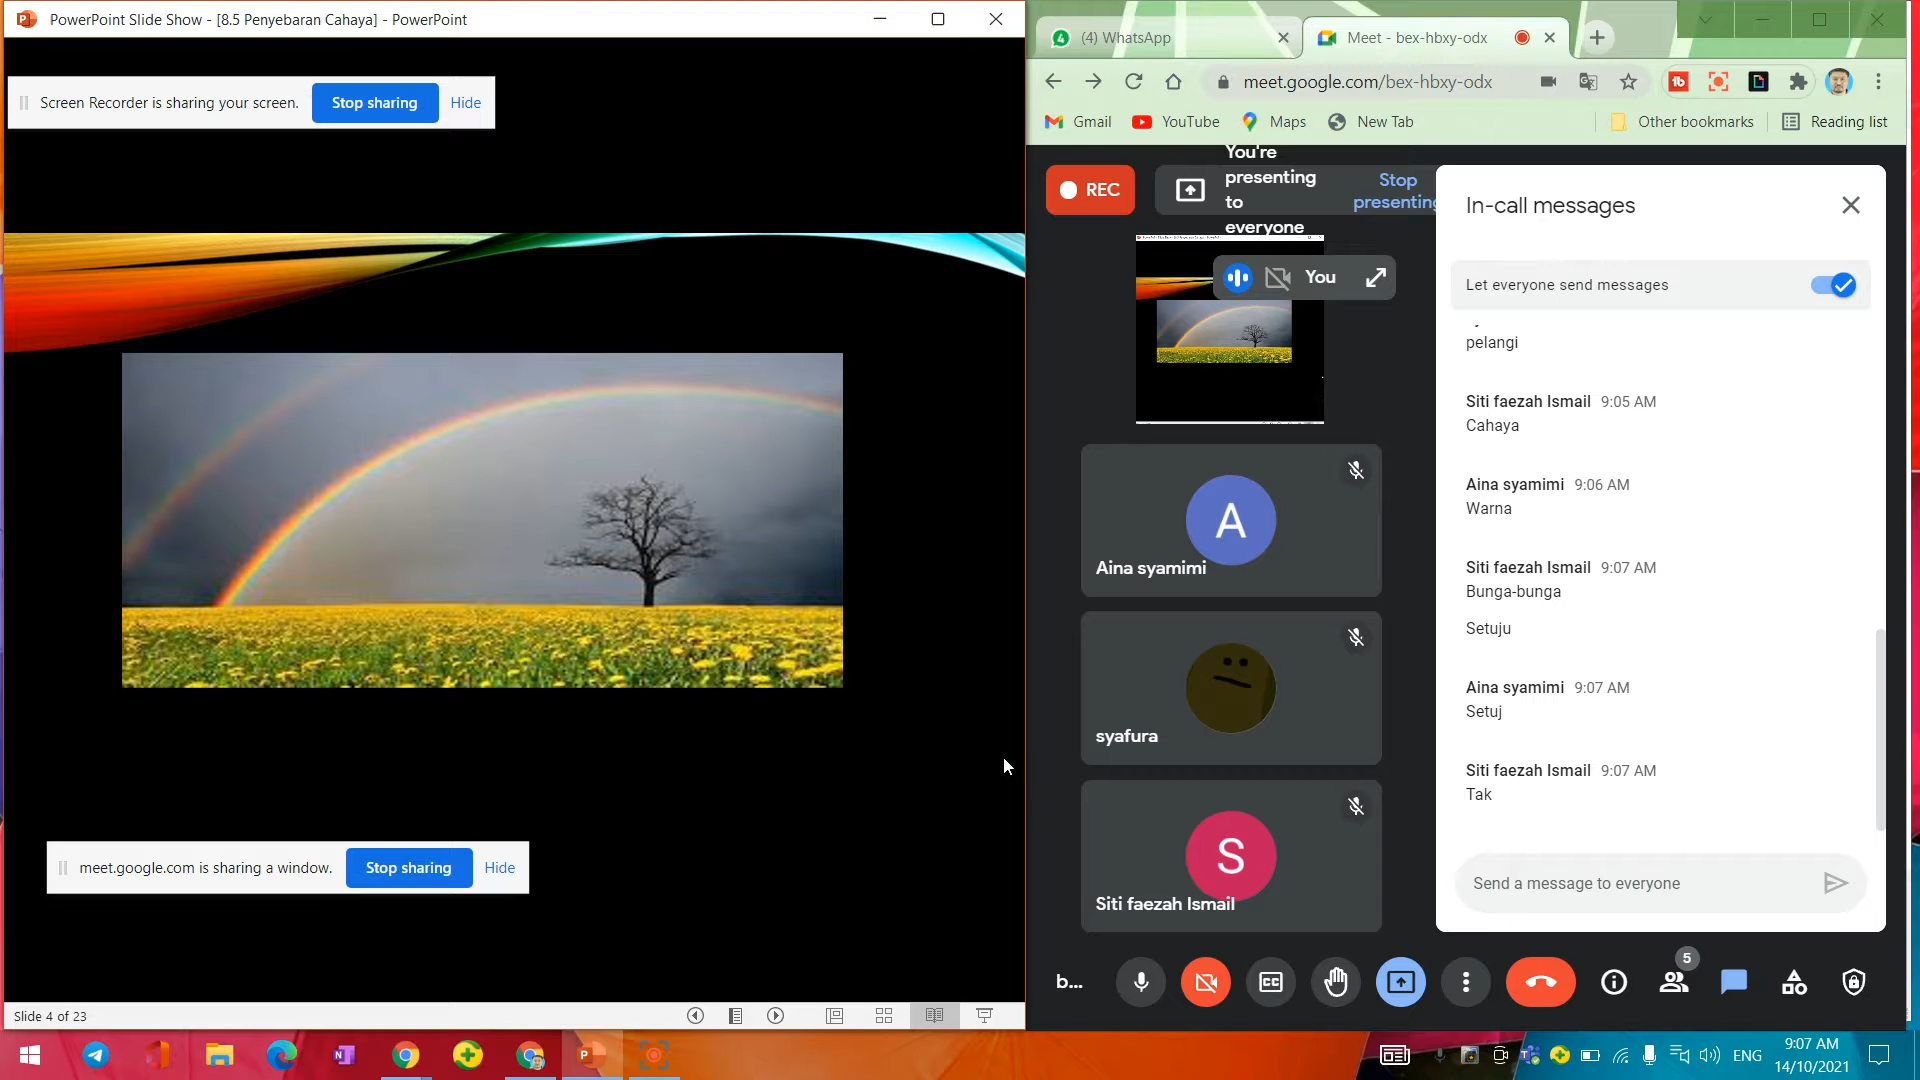 PowerPoint Slide Show - [8.5 Penyebaran Cahaya] - PowerPoint
Screen Recorder is sharing your screen.
Stop sharing
Hide
meet.google.com is sharing a window.
Stop sharing
Hide
Slide 4 of 23
(4) WhatsApp
Meet - bex-hbxy-odx
meet.google.com/bex-hbxy-odx
Gmail
YouTube
Maps
New Tab
Other bookmarks
Reading list
REC
You're
presenting
to
everyone
Stop
presenting
You
A
Aina syamimi
syafura
S
Siti faezah Ismail
In-call messages
Let everyone send messages
pelangi
Siti faezah Ismail 9:05 AM
Cahaya
Aina syamimi 9:06 AM
Warna
Siti faezah Ismail 9:07 AM
Bunga-bunga
Setuju
Aina syamimi 9:07 AM
Setuj
Siti faezah Ismail 9:07 AM
Tak
Send a message to everyone
b...
CC
5
ENG
9:07 AM
14/10/2021